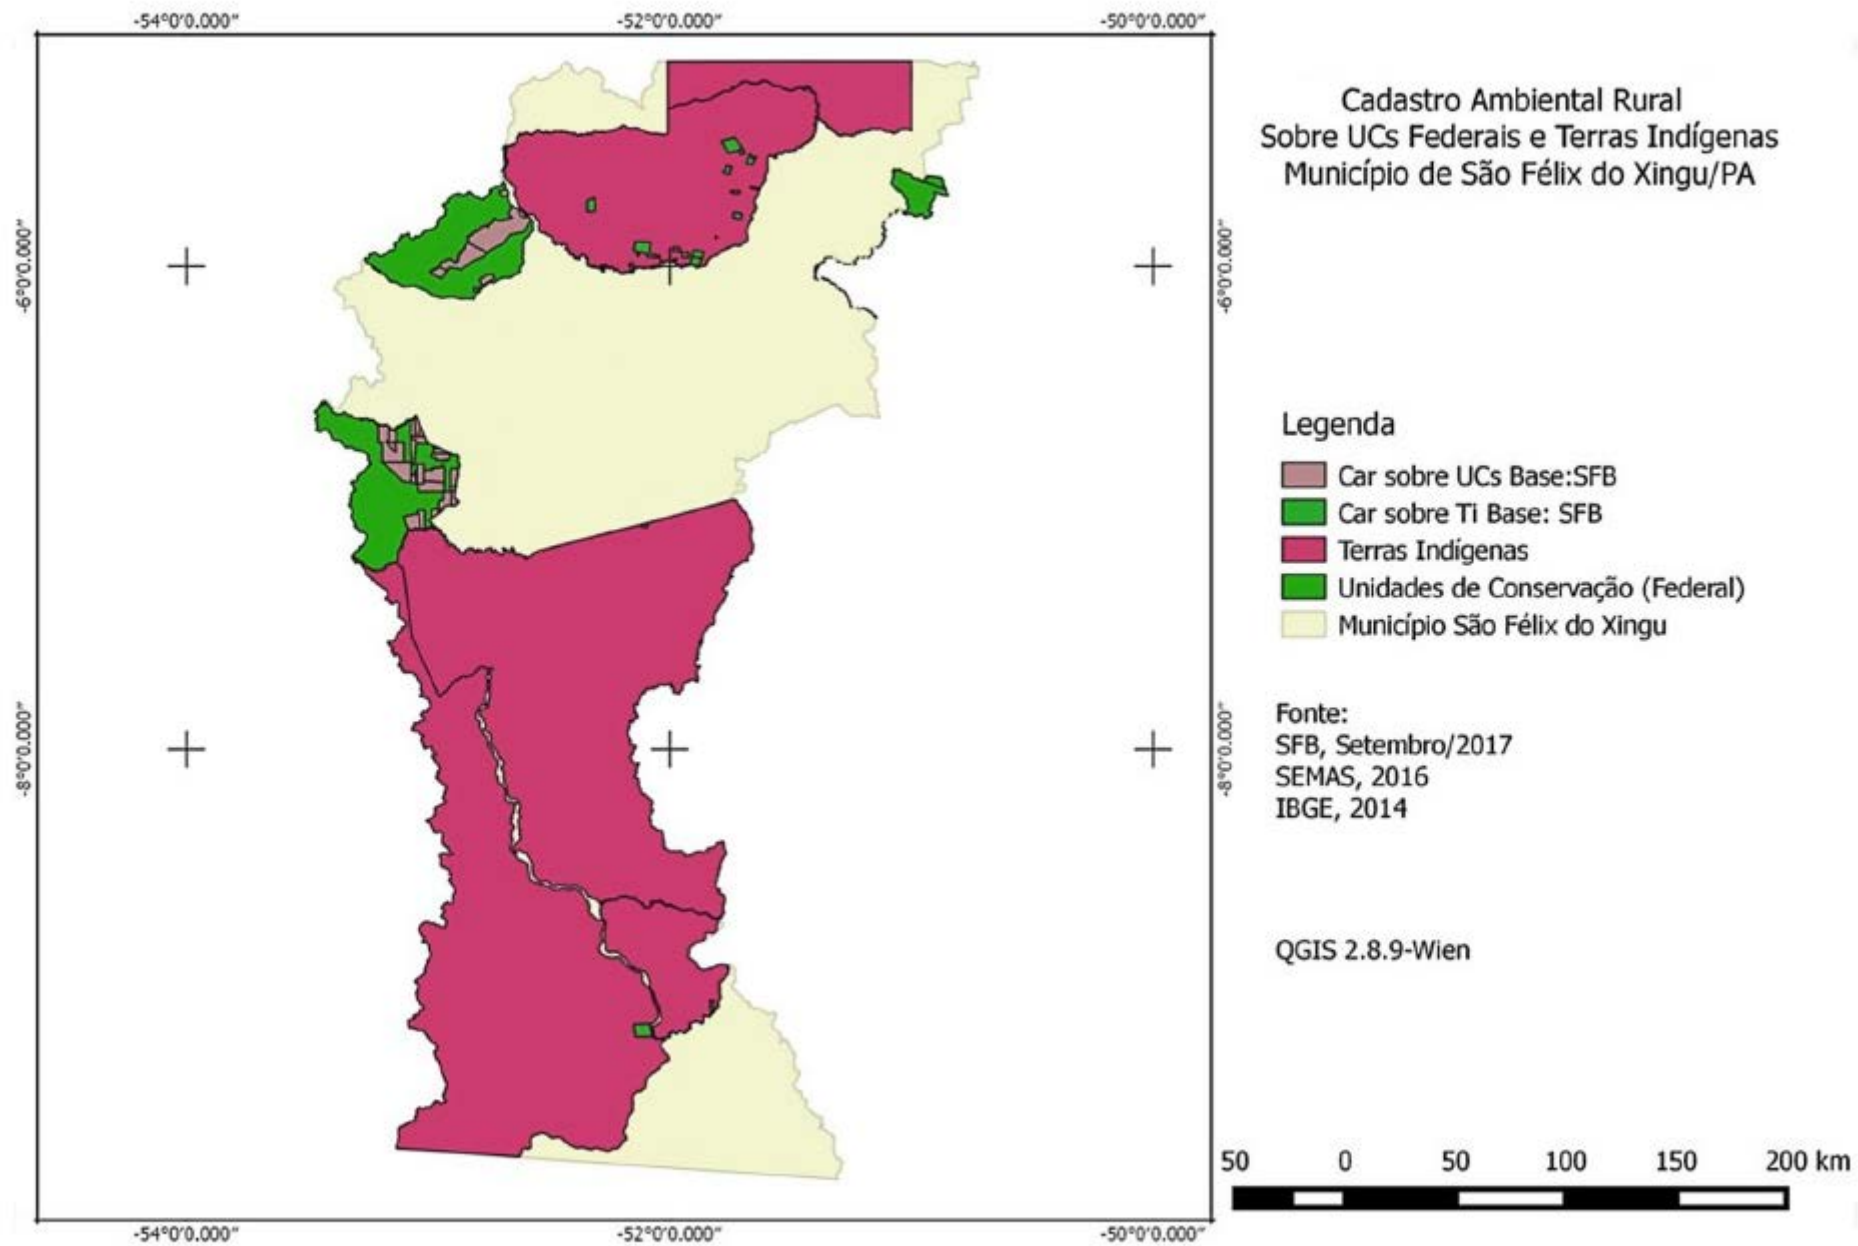 -54°0'0.000"
-52°0'0.000"
-50°0'0.000"
-6°0'0.000"
-8°0'0.000"
-6°0'0.000"
-8°0'0.000"
-54°0'0.000"
-52°0'0.000"
-50°0'0.000"
Cadastro Ambiental Rural
Sobre UCs Federais e Terras Indígenas
Município de São Félix do Xingu/PA
Legenda
Car sobre UCs Base:SFB
Car sobre Ti Base: SFB
Terras Indígenas
Unidades de Conservação (Federal)
Município São Félix do Xingu
Fonte:
SFB, Setembro/2017
SEMAS, 2016
IBGE, 2014
QGIS 2.8.9-Wien
50 0 50 100 150 200 km